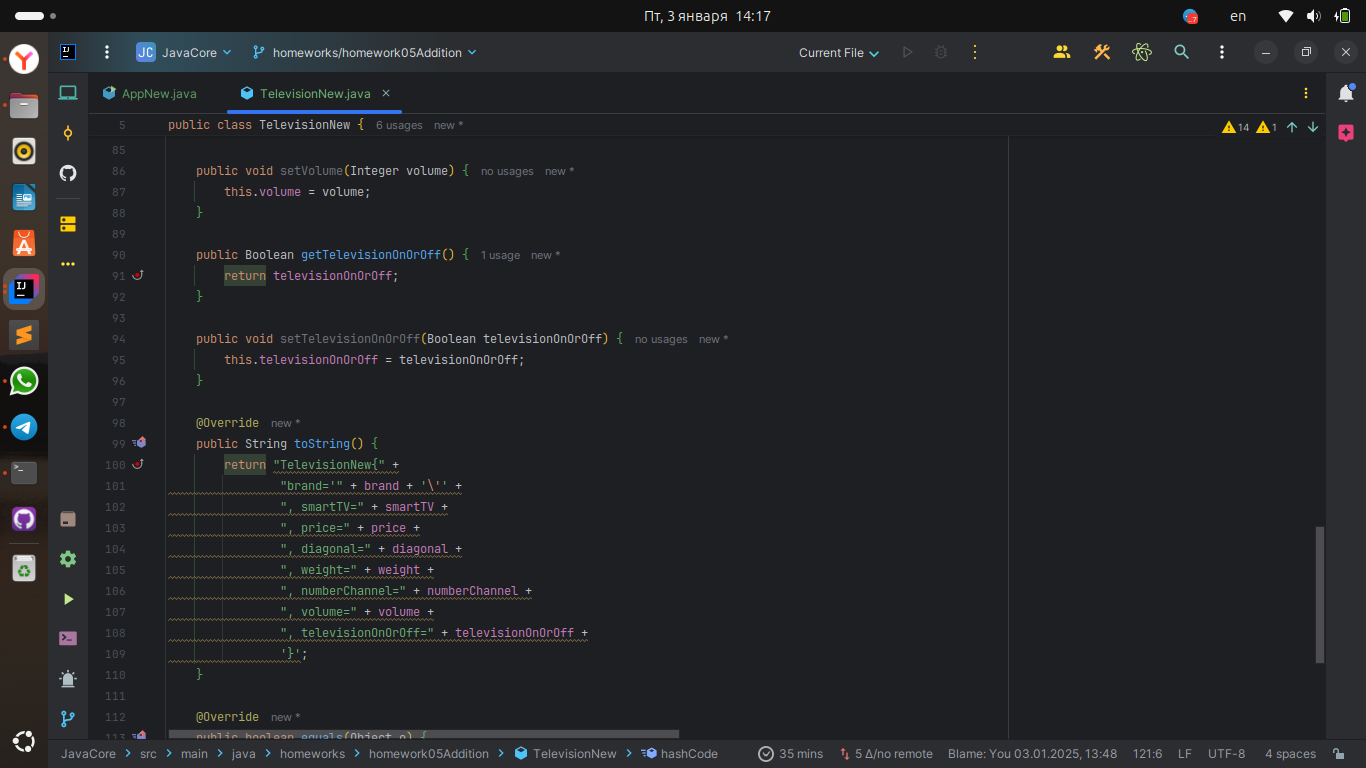 Пт, 3 января 14:17
en
JC JavaCore homeworks/homework05Addition Current File
AppNew.java TelevisionNew.java
5 public class TelevisionNew { 6 usages new *
14 1
85
86 public void setVolume(Integer volume) { no usages new *
87 this.volume = volume;
88 }
89
90 public Boolean getTelevisionOnOrOff() { 1 usage new *
91 return televisionOnOrOff;
92 }
93
94 public void setTelevisionOnOrOff(Boolean televisionOnOrOff) { no usages new *
95 this.televisionOnOrOff = televisionOnOrOff;
96 }
97
98 @Override new *
99 public String toString() {
100 return "TelevisionNew{" +
101 "brand='" + brand + '\'' +
102 ", smartTV=" + smartTV +
103 ", price=" + price +
104 ", diagonal=" + diagonal +
105 ", weight=" + weight +
106 ", numberChannel=" + numberChannel +
107 ", volume=" + volume +
108 ", televisionOnOrOff=" + televisionOnOrOff +
109 '}';
110 }
111
112 @Override new *
113 public boolean equals(Object o) {
JavaCore src main java homeworks homework05Addition TelevisionNew hashCode 35 mins 5 Δ/no remote Blame: You 03.01.2025, 13:48 121:6 LF UTF-8 4 spaces